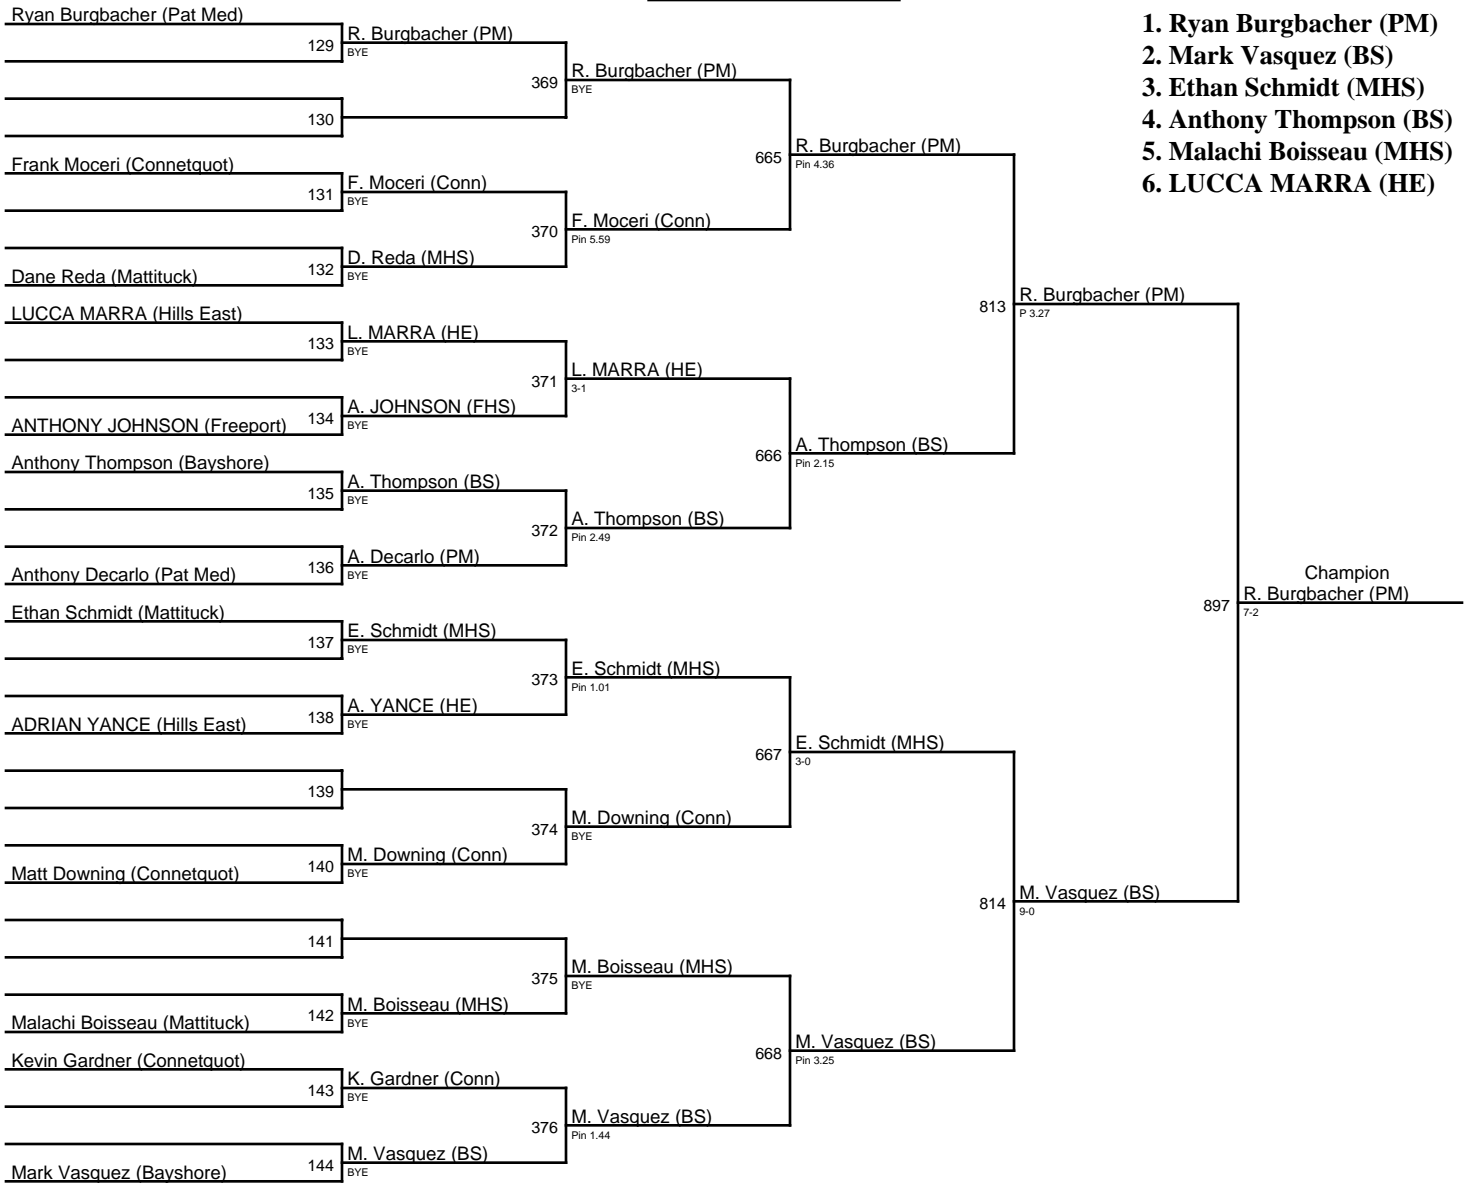 Ryan Burgbacher (Pat Med)
129
R. Burgbacher (PM)
BYE
369
R. Burgbacher (PM)
BYE
130
665
R. Burgbacher (PM)
Pin 4.36
Frank Moceri (Connetquot)
131
F. Moceri (Conn)
BYE
370
F. Moceri (Conn)
Pin 5.59
132
D. Reda (MHS)
BYE
Dane Reda (Mattituck)
813
R. Burgbacher (PM)
P 3.27
LUCCA MARRA (Hills East)
133
L. MARRA (HE)
BYE
371
L. MARRA (HE)
3-1
134
A. JOHNSON (FHS)
BYE
ANTHONY JOHNSON (Freeport)
666
A. Thompson (BS)
Pin 2.15
Anthony Thompson (Bayshore)
135
A. Thompson (BS)
BYE
372
A. Thompson (BS)
Pin 2.49
136
A. Decarlo (PM)
BYE
Anthony Decarlo (Pat Med)
897
Champion
R. Burgbacher (PM)
7-2
Ethan Schmidt (Mattituck)
137
E. Schmidt (MHS)
BYE
373
E. Schmidt (MHS)
Pin 1.01
138
A. YANCE (HE)
BYE
ADRIAN YANCE (Hills East)
667
E. Schmidt (MHS)
3-0
139
374
M. Downing (Conn)
BYE
140
M. Downing (Conn)
BYE
Matt Downing (Connetquot)
814
M. Vasquez (BS)
9-0
141
375
M. Boisseau (MHS)
BYE
142
M. Boisseau (MHS)
BYE
Malachi Boisseau (Mattituck)
668
M. Vasquez (BS)
Pin 3.25
Kevin Gardner (Connetquot)
143
K. Gardner (Conn)
BYE
376
M. Vasquez (BS)
Pin 1.44
144
M. Vasquez (BS)
BYE
Mark Vasquez (Bayshore)
1. Ryan Burgbacher (PM)
2. Mark Vasquez (BS)
3. Ethan Schmidt (MHS)
4. Anthony Thompson (BS)
5. Malachi Boisseau (MHS)
6. LUCCA MARRA (HE)